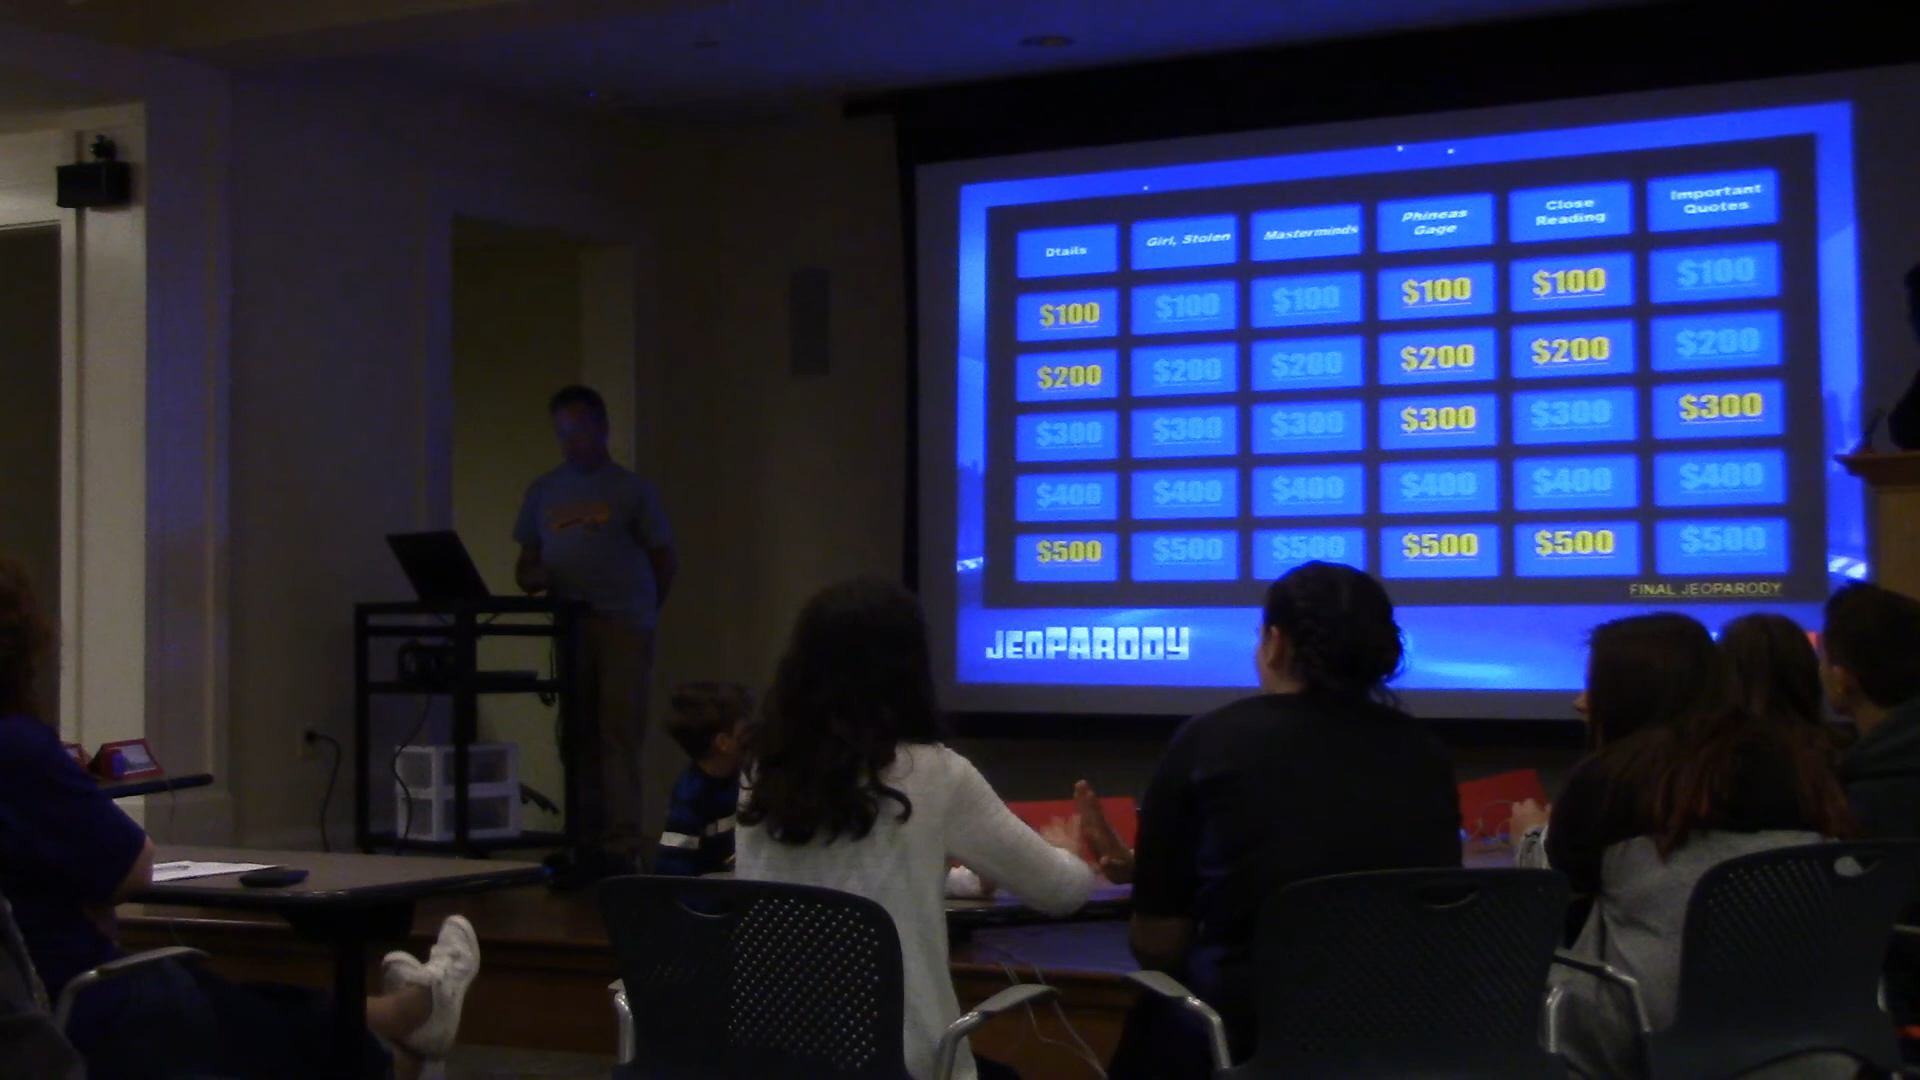 Dtails
Girl, Stolen
Masterminds
Phineas
Gage
Close
Reading
Important
Quotes
$100 $100 $100 $100 $100 $100
$200 $200 $200 $200 $200 $200
$300 $300 $300 $300 $300 $300
$400 $400 $400 $400 $400 $400
$500 $500 $500 $500 $500 $500
FINAL JEOPARODY
JEOPARODY